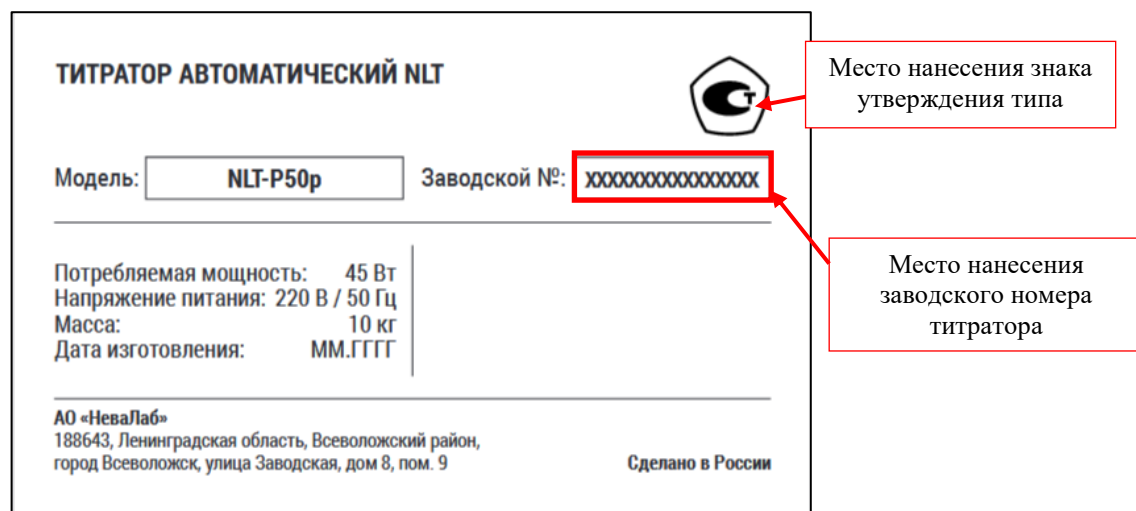 ТИТРАТОР АВТОМАТИЧЕСКИЙ NLT
Т
Место нанесения знака
утверждения типа
Модель: NLT-P50p Заводской №: XXXXXXXXXXXXXXXX
Потребляемая мощность: 45 Вт
Напряжение питания: 220 В / 50 Гц
Масса: 10 кг
Дата изготовления: ММ.ГГГГ
Место нанесения
заводского номера
титратора
АО «НеваЛаб»
188643, Ленинградская область, Всеволожский район,
город Всеволожск, улица Заводская, дом 8, пом. 9
Сделано в России